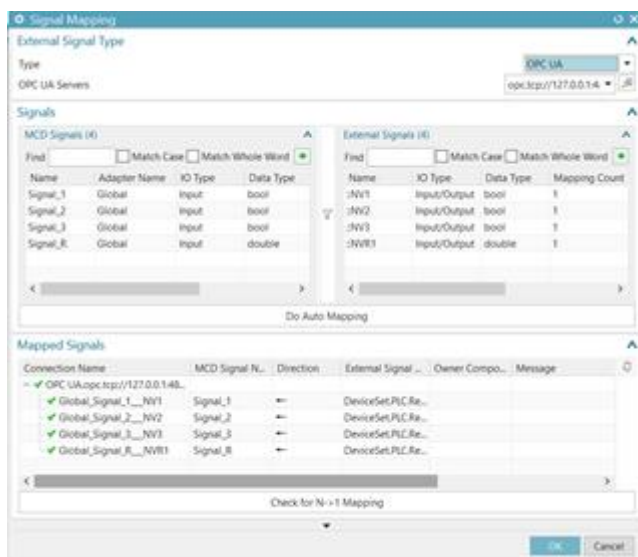 Signal Mapping
External Signal Type
Type OPC UA
OPC UA Servers opc.tcp://127.0.0.1:4
Signals
MCD Signals (4)
Find Match Case Match Whole Word
Name Adapter Name IO Type Data Type
Signal_1 Global Input bool
Signal_2 Global Input bool
Signal_3 Global Input bool
Signal_R Global Input double
External Signals (4)
Find Match Case Match Whole Word
Name IO Type Data Type Mapping Count
:NV1 Input/Output bool 1
:NV2 Input/Output bool 1
:NV3 Input/Output bool 1
:NVR1 Input/Output double 1
Do Auto Mapping
Mapped Signals
Connection Name MCD Signal N... Direction External Signal ... Owner Compo... Message
OPC UA.opc.tcp://127.0.0.1:48...
Global_Signal_1__NV1 Signal_1 DeviceSet.PLC.Re...
Global_Signal_2__NV2 Signal_2 DeviceSet.PLC.Re...
Global_Signal_3__NV3 Signal_3 DeviceSet.PLC.Re...
Global_Signal_R__NVR1 Signal_R DeviceSet.PLC.Re...
Check for N->1 Mapping
OK Cancel